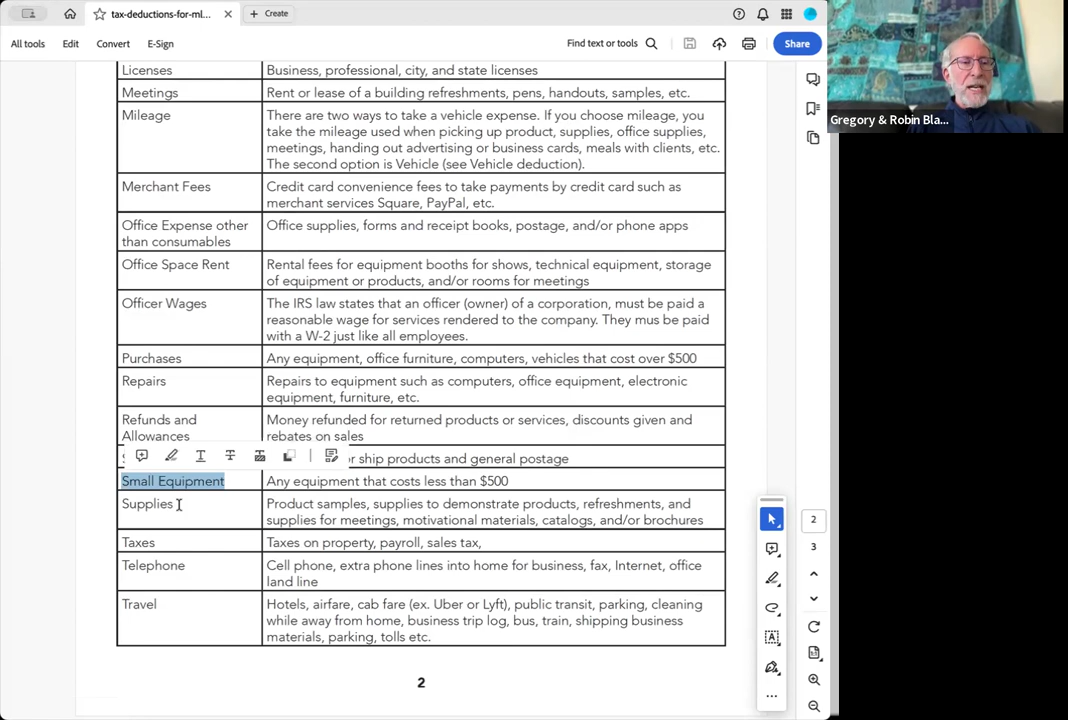 tax-deductions-for-ml...
Create
All tools
Edit
Convert
E-Sign
Find text or tools
Share
Licenses
Business, professional, city, and state licenses
Meetings
Rent or lease of a building refreshments, pens, handouts, samples, etc.
Mileage
There are two ways to take a vehicle expense. If you choose mileage, you
take the mileage used when picking up product, supplies, office supplies,
meetings, handing out advertising or business cards, meals with clients, etc.
The second option is Vehicle (see Vehicle deduction).
Merchant Fees
Credit card convenience fees to take payments by credit card such as
merchant services Square, PayPal, etc.
Office Expense other
than consumables
Office supplies, forms and receipt books, postage, and/or phone apps
Office Space Rent
Rental fees for equipment booths for shows, technical equipment, storage
of equipment or products, and/or rooms for meetings
Officer Wages
The IRS law states that an officer (owner) of a corporation, must be paid a
reasonable wage for services rendered to the company. They mus be paid
with a W-2 just like all employees.
Purchases
Any equipment, office furniture, computers, vehicles that cost over $500
Repairs
Repairs to equipment such as computers, office equipment, electronic
equipment, furniture, etc.
Refunds and
Allowances
Money refunded for returned products or services, discounts given and
rebates on sales
or ship products and general postage
Small Equipment
Any equipment that costs less than $500
Supplies
Product samples, supplies to demonstrate products, refreshments, and
supplies for meetings, motivational materials, catalogs, and/or brochures
Taxes
Taxes on property, payroll, sales tax,
Telephone
Cell phone, extra phone lines into home for business, fax, Internet, office
land line
Travel
Hotels, airfare, cab fare (ex. Uber or Lyft), public transit, parking, cleaning
while away from home, business trip log, bus, train, shipping business
materials, parking, tolls etc.
2
2
3
Gregory & Robin Bla...